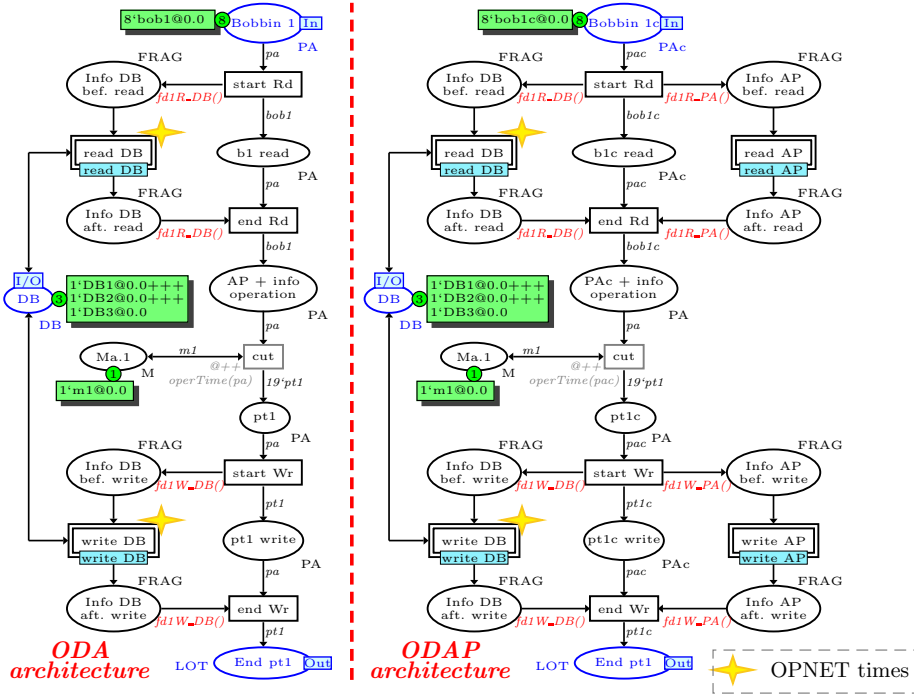 8‘bob1@0.0
8
Bobbin 1
In
PA
pa
FRAG
Info DB
bef. read
fd1R_DB()
start Rd
bob1
read DB
read DB
b1 read
PA
FRAG
pa
Info DB
aft. read
fd1R_DB()
end Rd
bob1
I/O
DB
3
DB
1‘DB1@0.0+++
1‘DB2@0.0+++
1‘DB3@0.0
AP + info
operation
PA
pa
Ma.1
1
M
1‘m1@0.0
m1
cut
@++
operTime(pa)
19‘pt1
pt1
PA
pa
FRAG
Info DB
bef. write
fd1W_DB()
start Wr
pt1
write DB
write DB
pt1 write
PA
FRAG
pa
Info DB
aft. write
fd1W_DB()
end Wr
pt1
LOT
End pt1
Out
ODA
architecture
8‘bob1c@0.0
8
Bobbin 1c
In
PAc
pac
FRAG
Info DB
bef. read
fd1R_DB()
start Rd
fd1R_PA()
FRAG
Info AP
bef. read
bob1c
read DB
read DB
b1c read
PAc
read AP
read AP
FRAG
pac
FRAG
Info DB
aft. read
fd1R_DB()
end Rd
fd1R_PA()
Info AP
aft. read
bob1c
I/O
DB
3
DB
1‘DB1@0.0+++
1‘DB2@0.0+++
1‘DB3@0.0
PAc + info
operation
PA
pa
Ma.1
1
M
1‘m1@0.0
m1
cut
@++
operTime(pac)
19‘pt1
pt1c
PA
pac
FRAG
Info DB
bef. write
fd1W_DB()
start Wr
fd1W_PA()
FRAG
Info AP
bef. write
pt1c
write DB
write DB
pt1c write
PAc
write AP
write AP
FRAG
pac
FRAG
Info DB
aft. write
fd1W_DB()
end Wr
fd1W_PA()
Info AP
aft. write
pt1c
LOT
End pt1
Out
ODAP
architecture
OPNET times